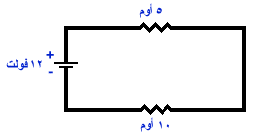 ٥ أوم
+
١٢ فولت
-
١٠ أوم